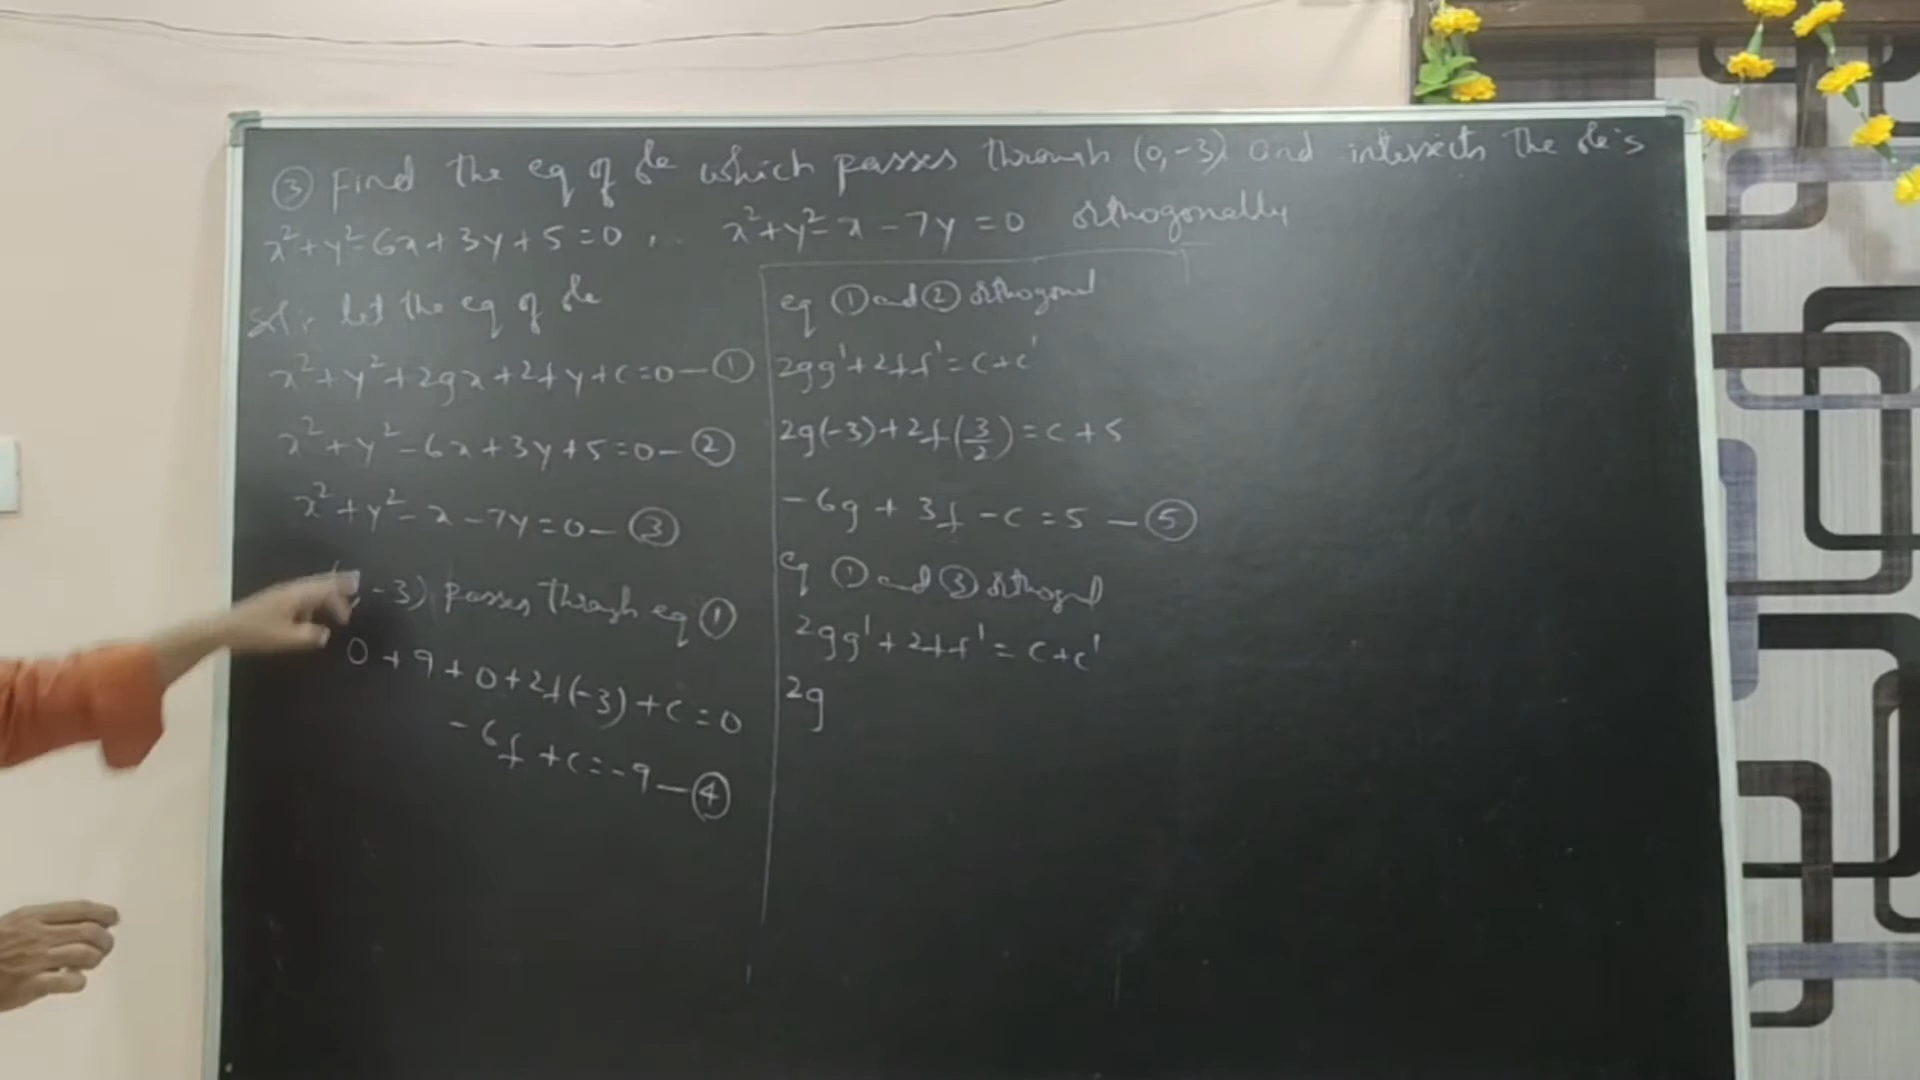 ③ Find the eq of [?]le which passes through (0,-3) and intersects the [?]le's
x²+y²-6x+3y+5=0, x²+y²-x-7y=0 orthogonally
Sol: let the eq of
x²+y²+2gx+2fy+c=0-①
x²+y²-6x+3y+5=0-②
x²+y²-x-7y=0-③
-3) passes through eq ①
0+9+0+2f(-3)+c=0
-6f+c=-9-④
eq ① and ② orthogonal
2gg'+2ff'=c+c'
2g(-3)+2f(3/2)=c+5
-6g+3f-c=5-⑤
eq ① and ③ orthogonal
2gg'+2ff'=c+c'
2g